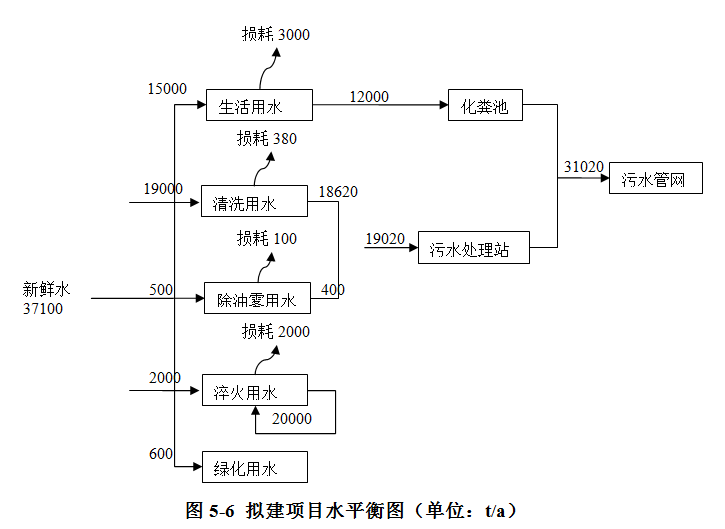 损耗 3000
15000
生活用水
12000
化粪池
损耗 380
31020
污水管网
19000
清洗用水
18620
损耗 100
19020
污水处理站
新鲜水
37100
500
除油雾用水
400
损耗 2000
2000
淬火用水
20000
600
绿化用水
图 5-6 拟建项目水平衡图（单位：t/a）